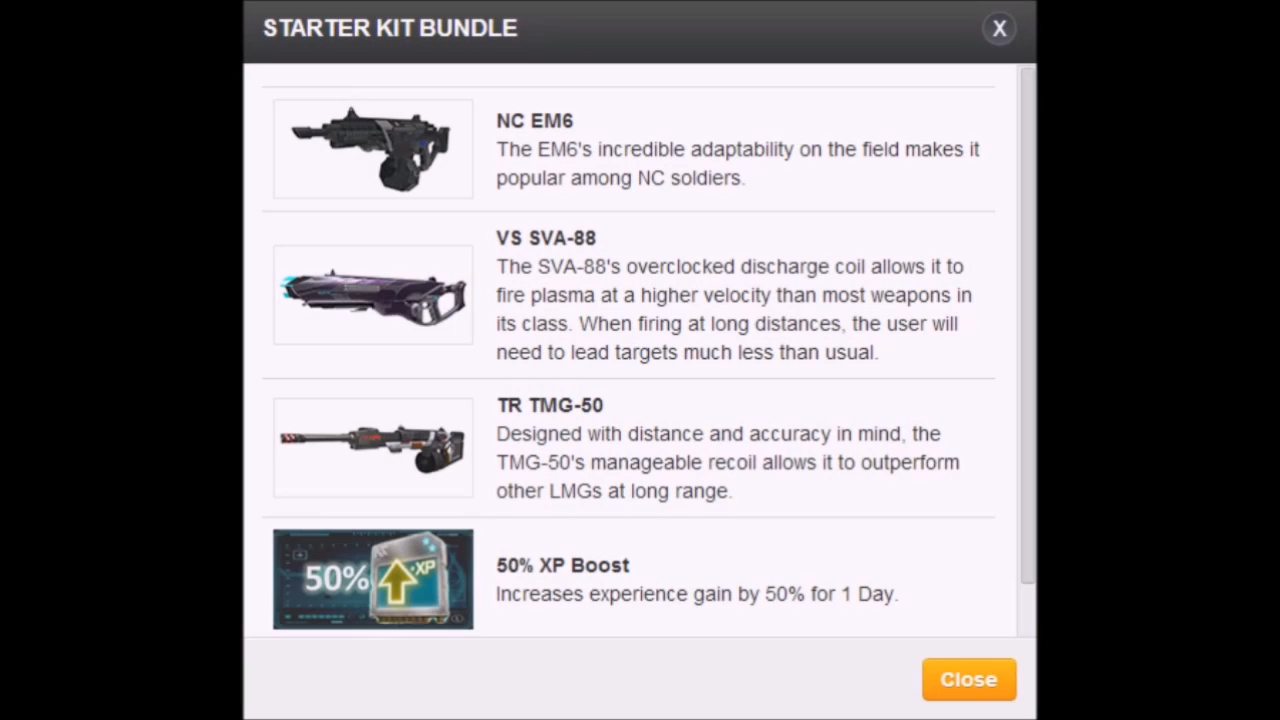 STARTER KIT BUNDLE
X
NC EM6
The EM6's incredible adaptability on the field makes it
popular among NC soldiers.
VS SVA-88
The SVA-88's overclocked discharge coil allows it to
fire plasma at a higher velocity than most weapons in
its class. When firing at long distances, the user will
need to lead targets much less than usual.
TR TMG-50
Designed with distance and accuracy in mind, the
TMG-50's manageable recoil allows it to outperform
other LMGs at long range.
50%
XP
50% XP Boost
Increases experience gain by 50% for 1 Day.
Close